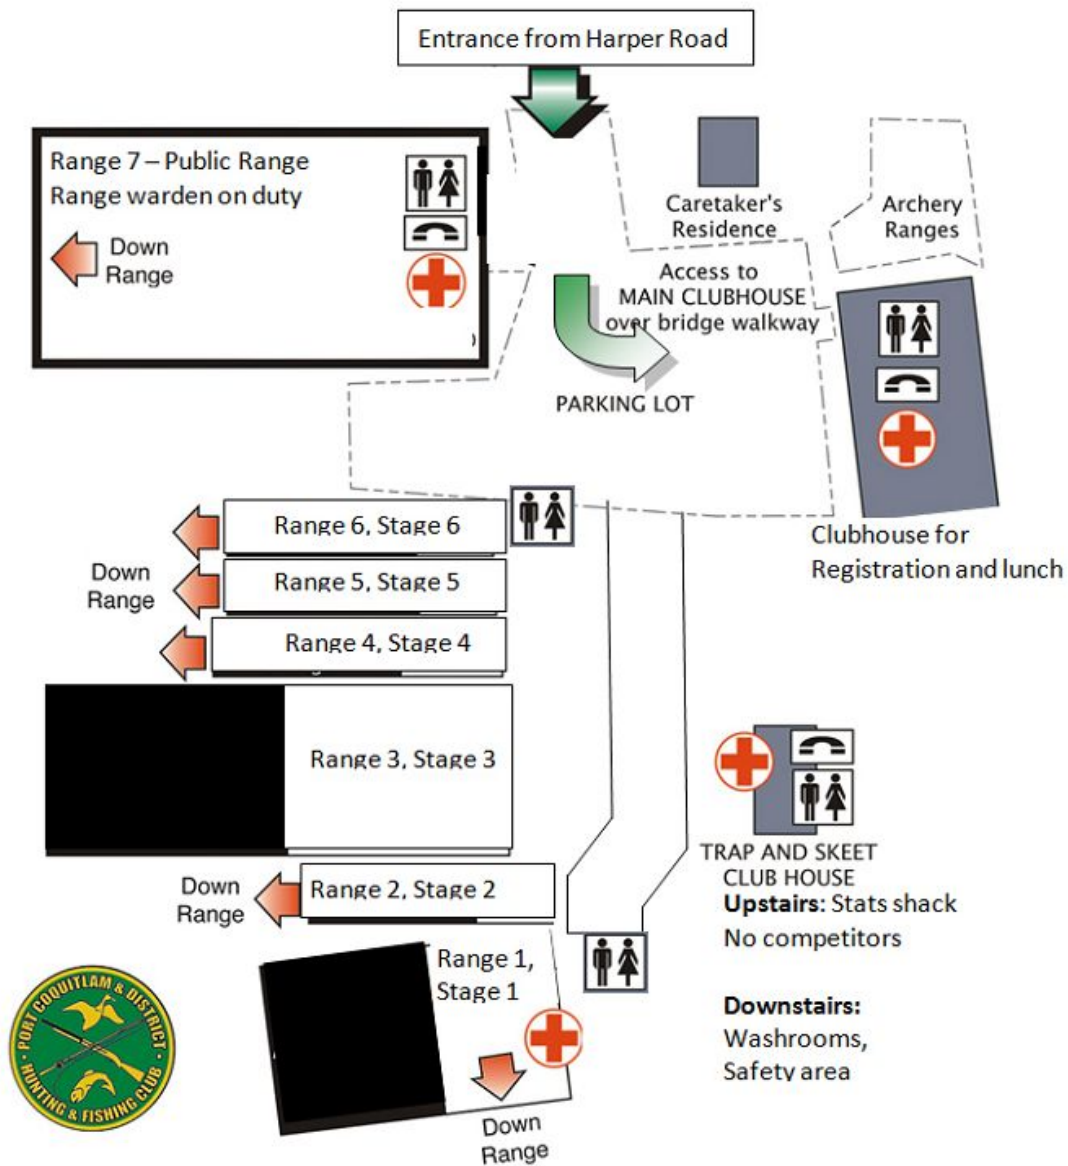 Entrance from Harper Road
Range 7 – Public Range
Range warden on duty
Down
Range
Caretaker's
Residence
Archery
Ranges
Access to
MAIN CLUBHOUSE
over bridge walkway
PARKING LOT
Clubhouse for
Registration and lunch
Range 6, Stage 6
Down
Range
Range 5, Stage 5
Range 4, Stage 4
Range 3, Stage 3
TRAP AND SKEET
CLUB HOUSE
Upstairs: Stats shack
No competitors
Downstairs:
Washrooms,
Safety area
Down
Range
Range 2, Stage 2
Range 1,
Stage 1
Down
Range
PORT COQUITLAM & DISTRICT
HUNTING & FISHING CLUB